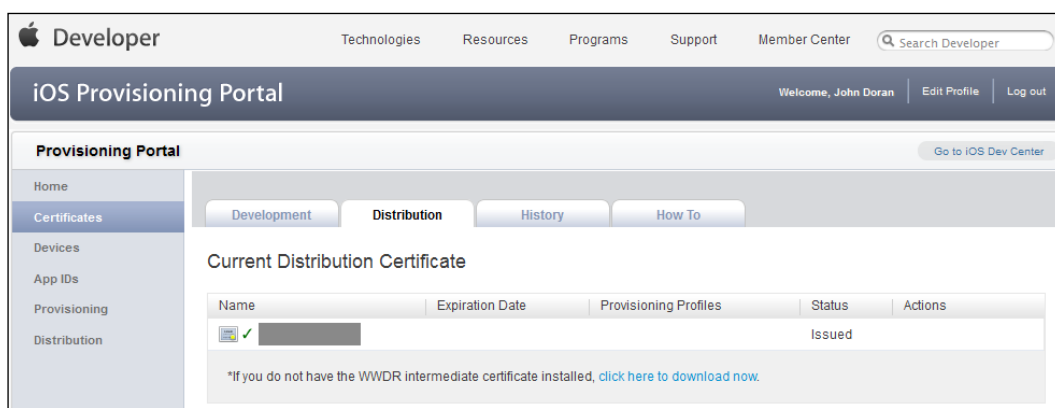 Developer
Technologies Resources Programs Support Member Center Search Developer
iOS Provisioning Portal
Welcome, John Doran Edit Profile Log out
Provisioning Portal
Go to iOS Dev Center
Home
Certificates
Devices
App IDs
Provisioning
Distribution
Development Distribution History How To
Current Distribution Certificate
Name Expiration Date Provisioning Profiles Status Actions
Issued
*If you do not have the WWDR intermediate certificate installed, click here to download now.